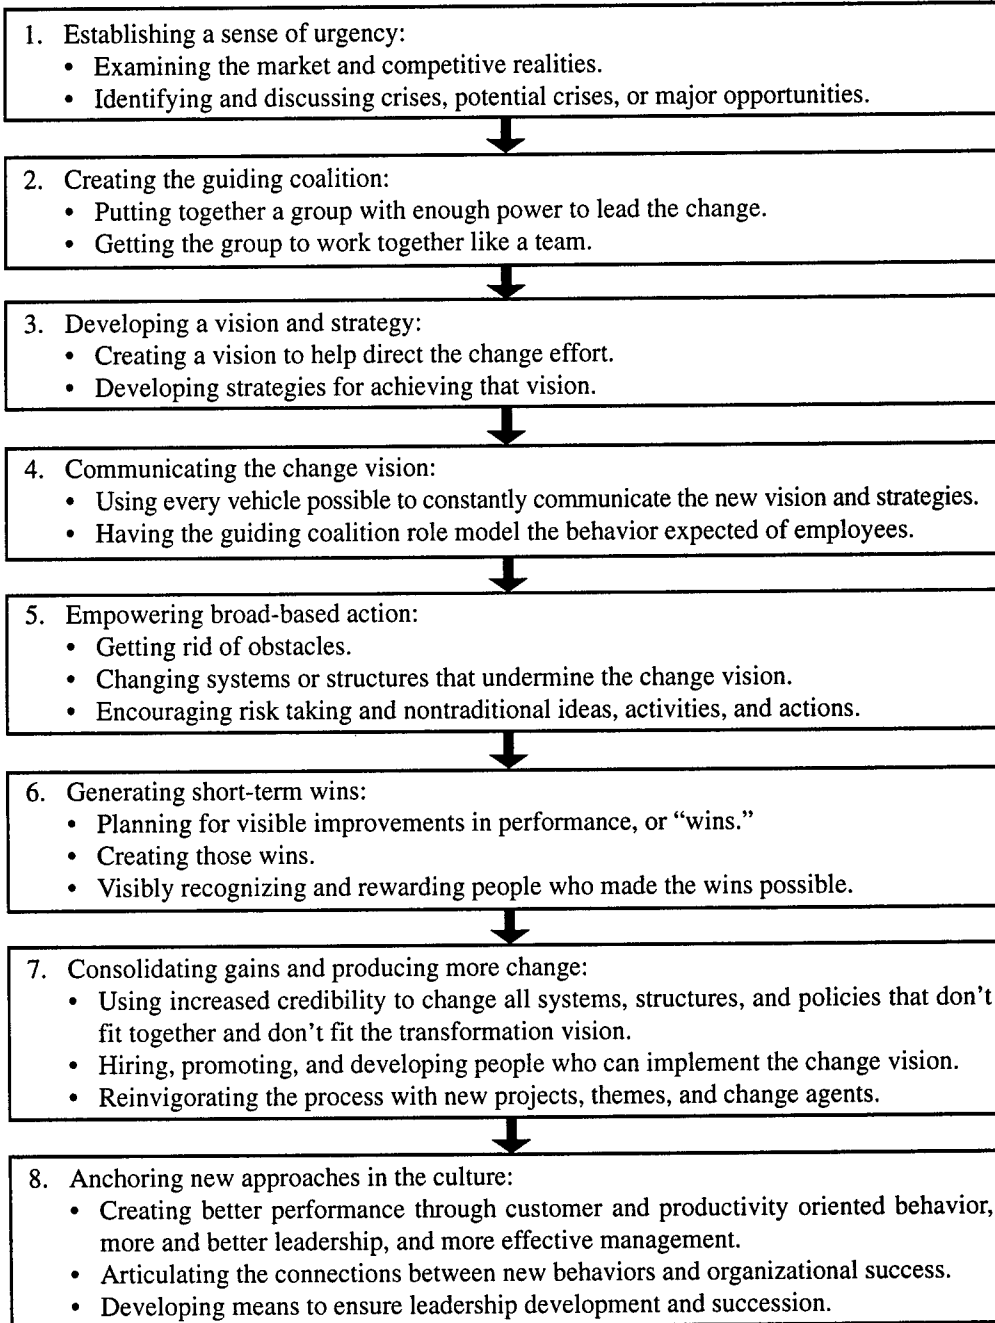 1. Establishing a sense of urgency:
• Examining the market and competitive realities.
• Identifying and discussing crises, potential crises, or major opportunities.
2. Creating the guiding coalition:
• Putting together a group with enough power to lead the change.
• Getting the group to work together like a team.
3. Developing a vision and strategy:
• Creating a vision to help direct the change effort.
• Developing strategies for achieving that vision.
4. Communicating the change vision:
• Using every vehicle possible to constantly communicate the new vision and strategies.
• Having the guiding coalition role model the behavior expected of employees.
5. Empowering broad-based action:
• Getting rid of obstacles.
• Changing systems or structures that undermine the change vision.
• Encouraging risk taking and nontraditional ideas, activities, and actions.
6. Generating short-term wins:
• Planning for visible improvements in performance, or “wins.”
• Creating those wins.
• Visibly recognizing and rewarding people who made the wins possible.
7. Consolidating gains and producing more change:
• Using increased credibility to change all systems, structures, and policies that don’t
fit together and don’t fit the transformation vision.
• Hiring, promoting, and developing people who can implement the change vision.
• Reinvigorating the process with new projects, themes, and change agents.
8. Anchoring new approaches in the culture:
• Creating better performance through customer and productivity oriented behavior,
more and better leadership, and more effective management.
• Articulating the connections between new behaviors and organizational success.
• Developing means to ensure leadership development and succession.